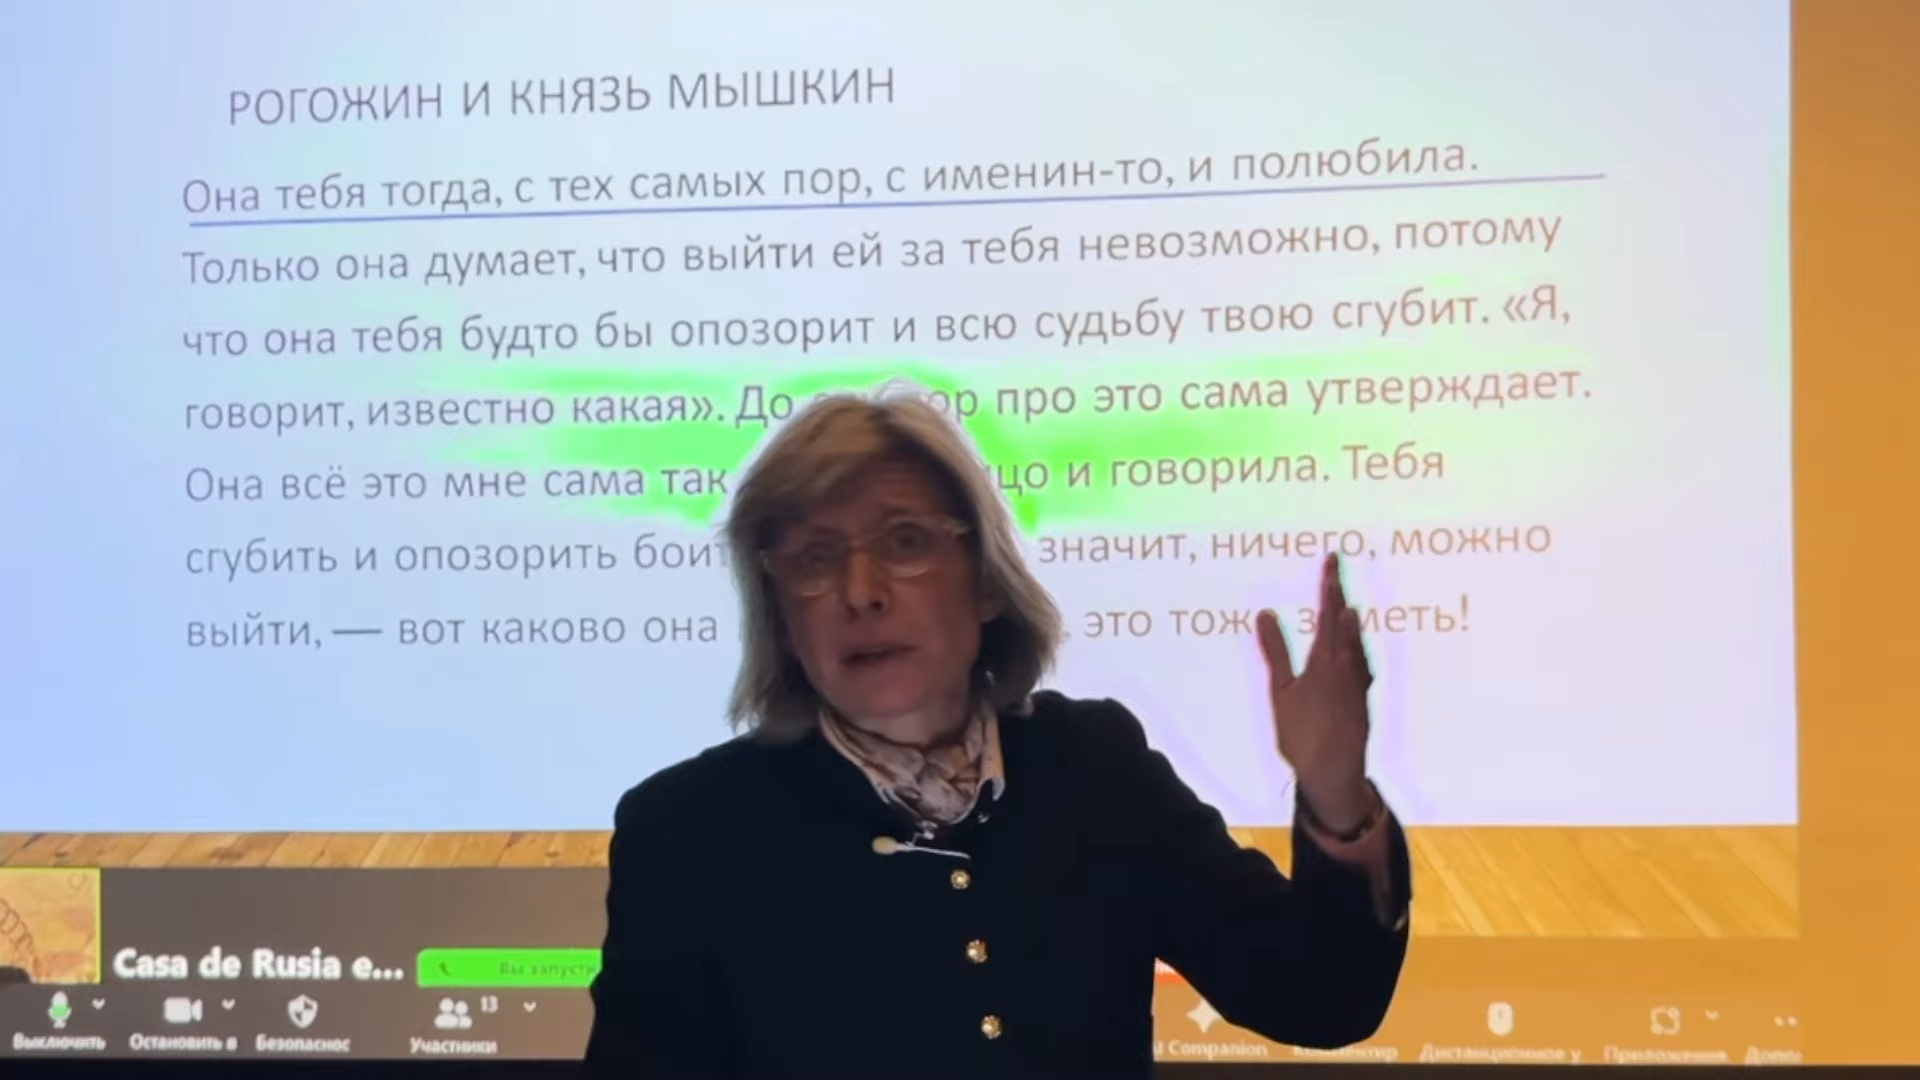 РОГОЖИН И КНЯЗЬ МЫШКИН
Она тебя тогда, с тех самых пор, с именин-то, и полюбила.
Только она думает, что выйти ей за тебя невозможно, потому
что она тебя будто бы опозорит и всю судьбу твою сгубит. «Я,
говорит, известно какая». До про это сама утверждает.
Она всё это мне сама так и говорила. Тебя
сгубить и опозорить значит, ничего, можно
выйти, — вот каково она это тоже
Casa de Rusia e...
Вы запусти
13
Выключить Остановить в Безопаснос Участники Companion Дистанционное у Приложения